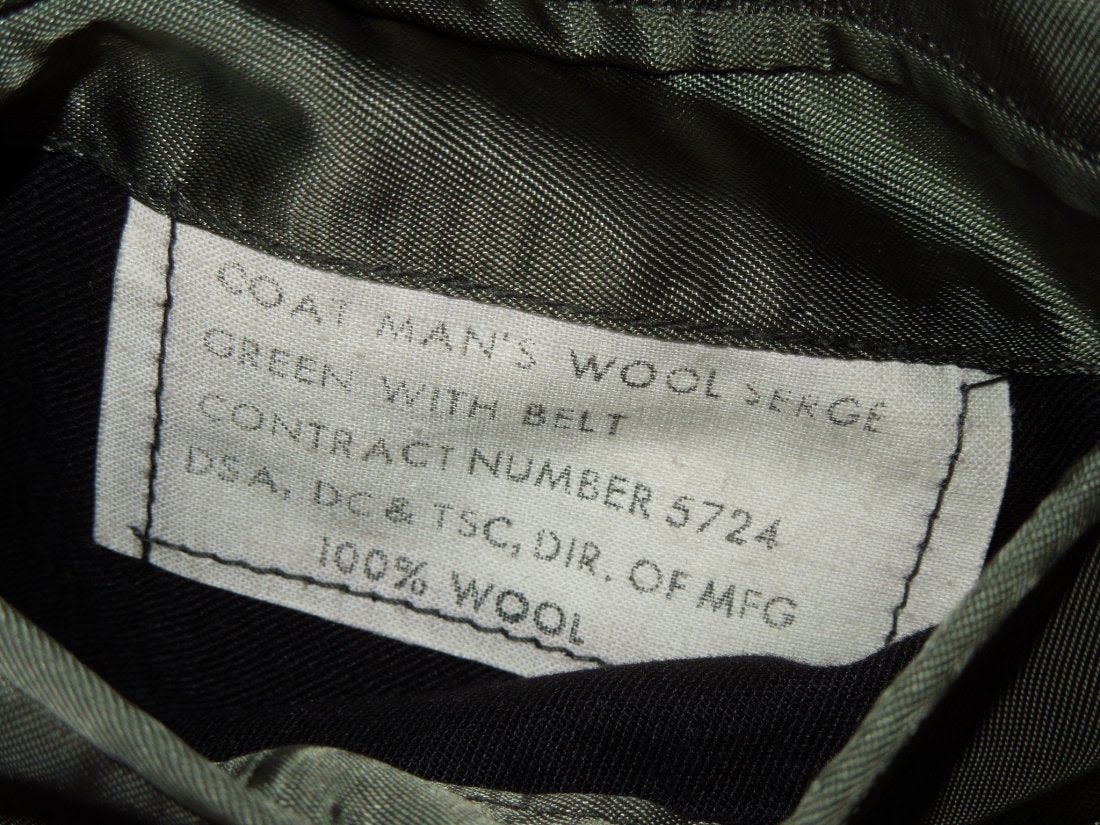 COAT MAN'S WOOL SERGE
GREEN WITH BELT
CONTRACT NUMBER 5724
DSA, DC & TSC, DIR. OF MFG
100% WOOL